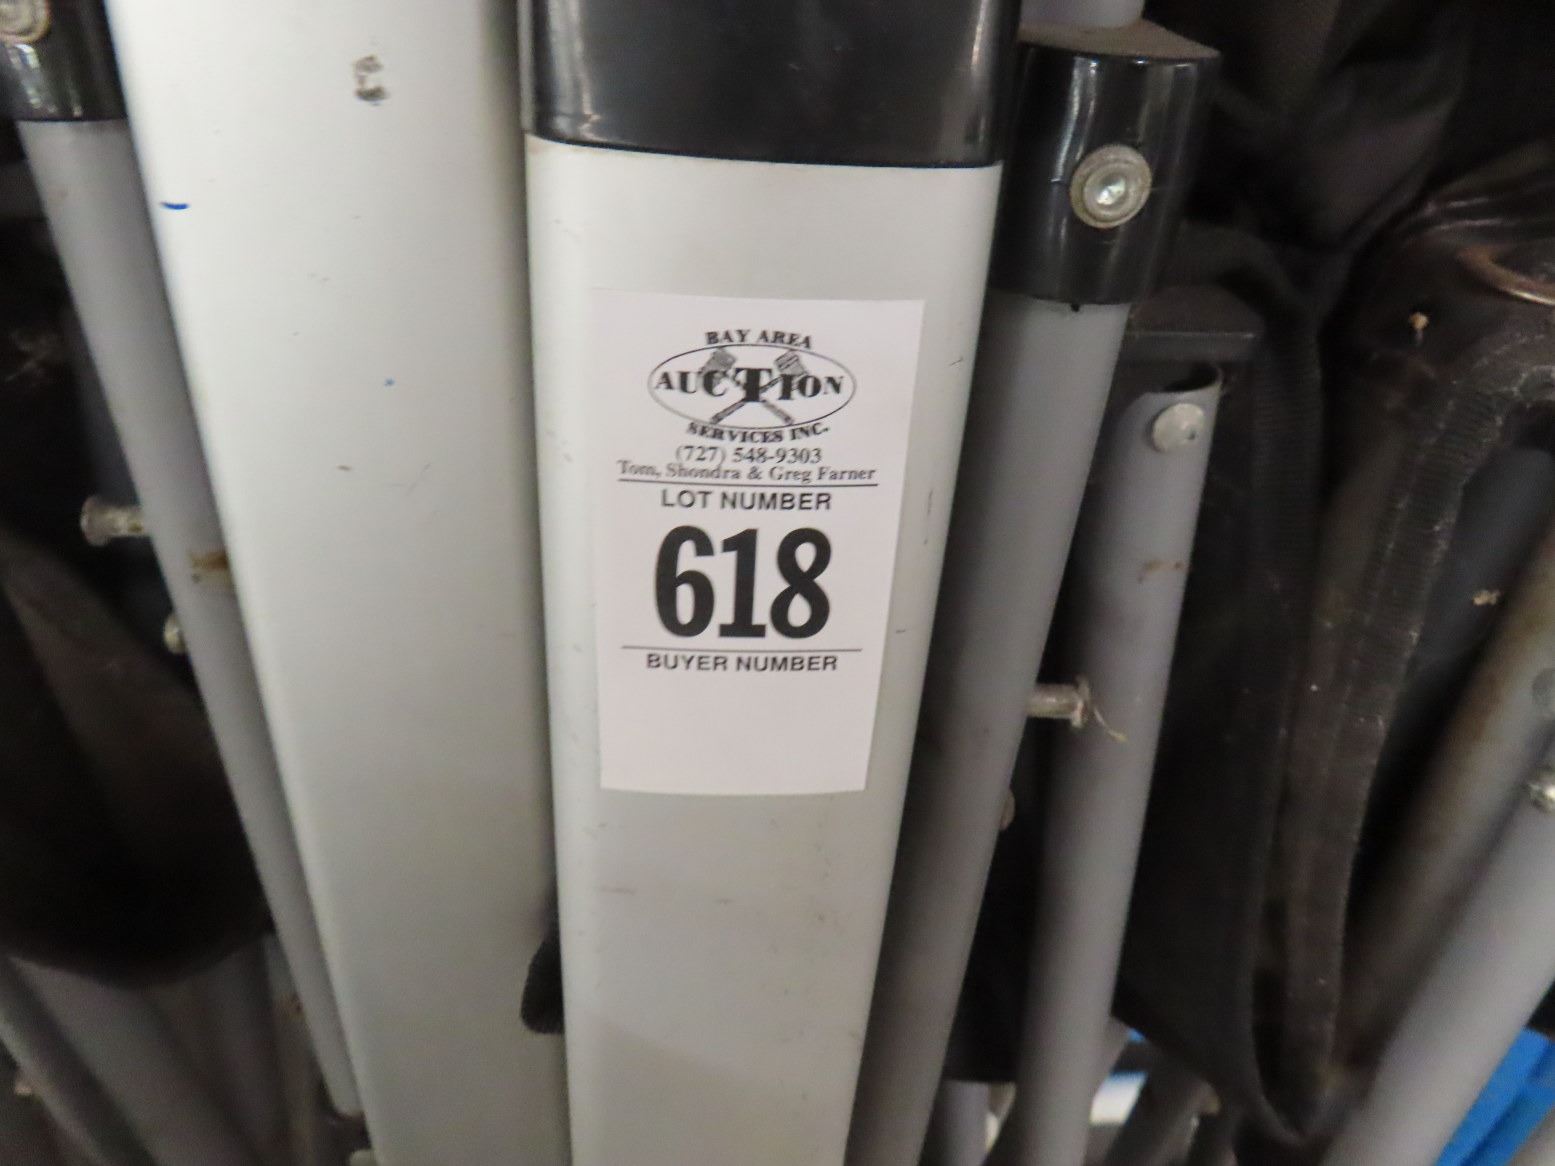 BAY AREA
AUCTION
SERVICES INC.
(727) 548-9303
Tom, Shondra & Greg Farner
LOT NUMBER
618
BUYER NUMBER